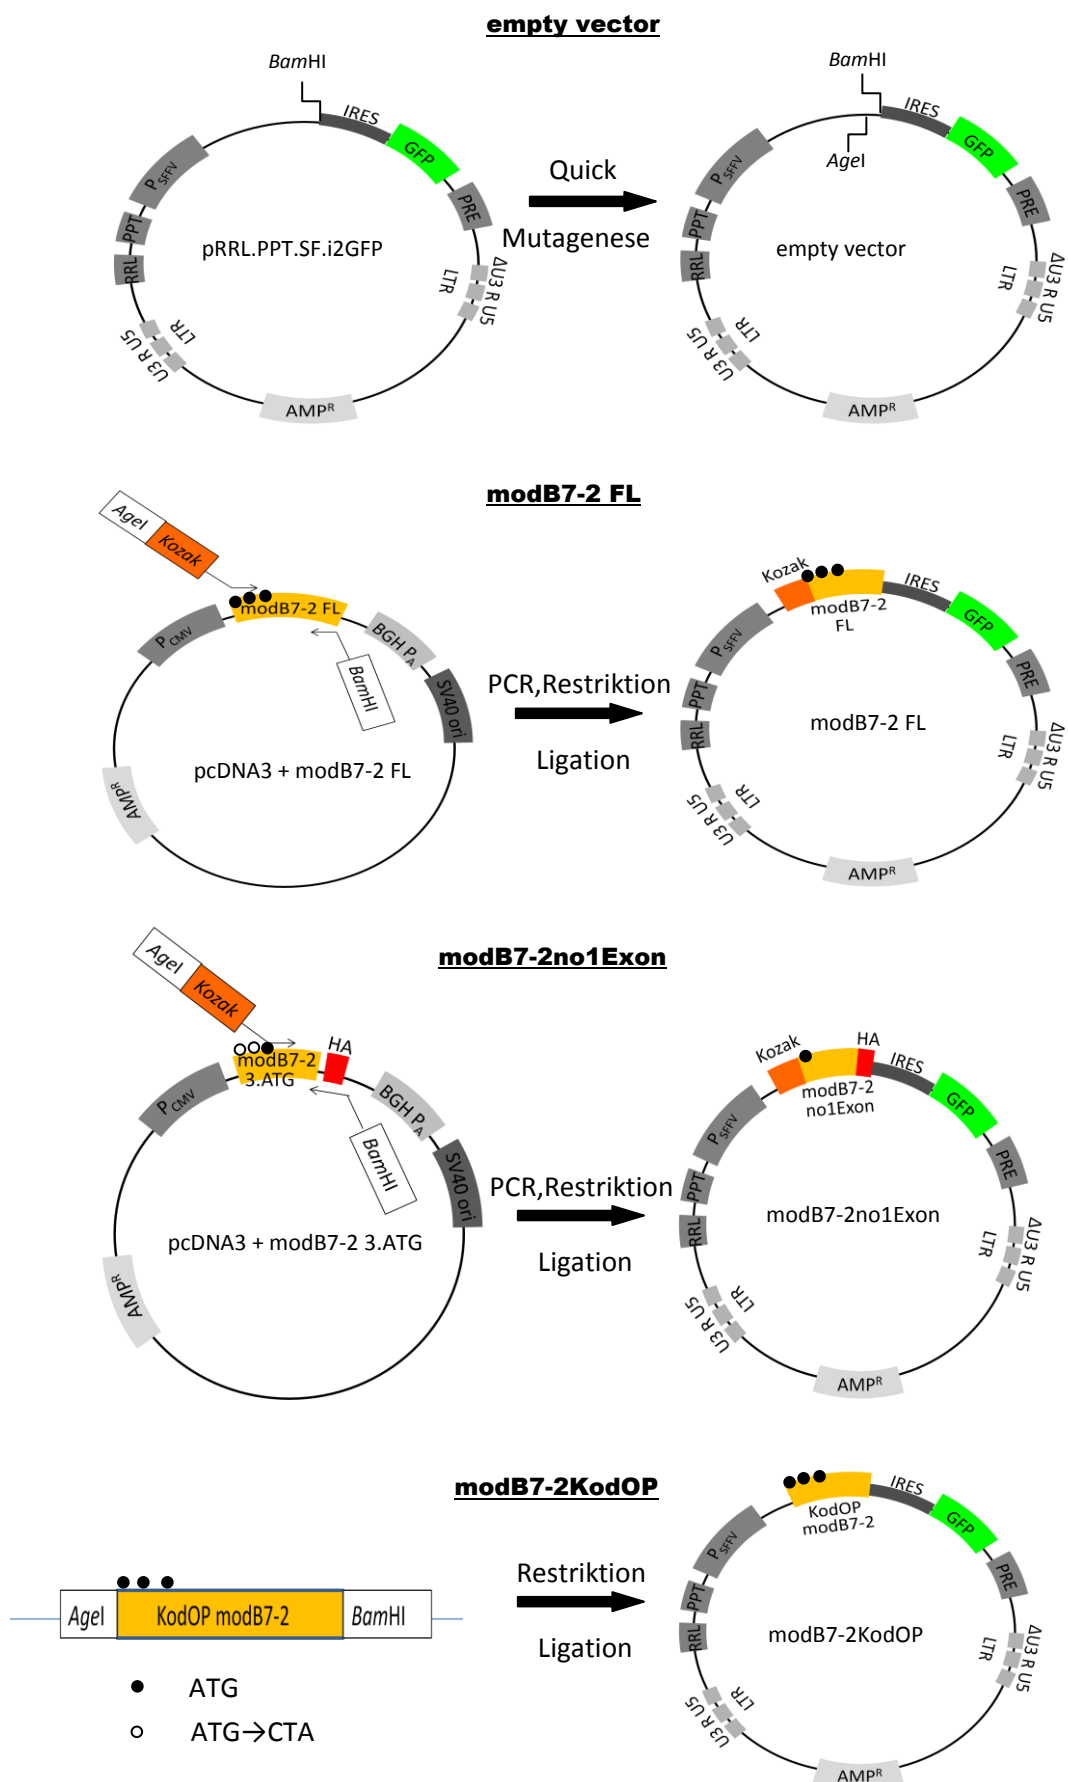 empty vector
BamHI
IRES
GFP
PSFFV
PPT
RRL
PRE
ΔU3 R U5
LTR
LTR
U3 R U5
AMPR
pRRL.PPT.SF.i2GFP
Quick
Mutagenese
BamHI
AgeI
IRES
GFP
PSFFV
PPT
RRL
PRE
ΔU3 R U5
LTR
LTR
U3 R U5
AMPR
empty vector
modB7-2 FL
AgeI Kozak
modB7-2 FL
PCMV
BGH PA
SV40 ori
BamHI
AMPR
pcDNA3 + modB7-2 FL
PCR,Restriktion
Ligation
Kozak
modB7-2
FL
IRES
GFP
PSFFV
PPT
RRL
PRE
ΔU3 R U5
LTR
LTR
U3 R U5
AMPR
modB7-2 FL
modB7-2no1Exon
AgeI Kozak
modB7-2
3.ATG
HA
PCMV
BGH PA
SV40 ori
BamHI
AMPR
pcDNA3 + modB7-2 3.ATG
PCR,Restriktion
Ligation
Kozak
HA
modB7-2
no1Exon
IRES
GFP
PSFFV
PPT
RRL
PRE
ΔU3 R U5
LTR
LTR
U3 R U5
AMPR
modB7-2no1Exon
modB7-2KodOP
AgeI KodOP modB7-2 BamHI
Restriktion
Ligation
KodOP
modB7-2
IRES
GFP
PSFFV
PPT
RRL
PRE
ΔU3 R U5
LTR
LTR
U3 R U5
AMPR
modB7-2KodOP
ATG
ATG→CTA